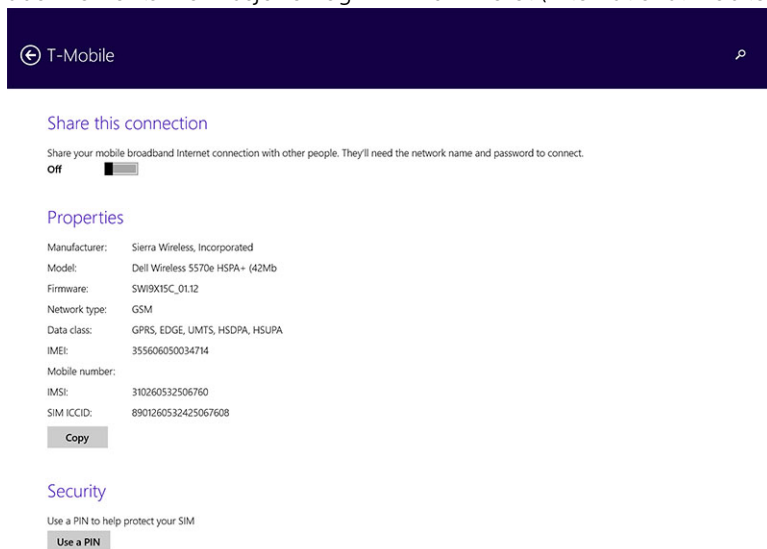 T-Mobile
Share this connection
Share your mobile broadband Internet connection with other people. They'll need the network name and password to connect.
Off
Properties
Manufacturer: Sierra Wireless, Incorporated
Model: Dell Wireless 5570e HSPA+ (42Mb
Firmware: SWI9X15C_01.12
Network type: GSM
Data class: GPRS, EDGE, UMTS, HSDPA, HSUPA
IMEI: 355606050034714
Mobile number:
IMSI: 310260532506760
SIM ICCID: 8901260532425067608
Copy
Security
Use a PIN to help protect your SIM
Use a PIN